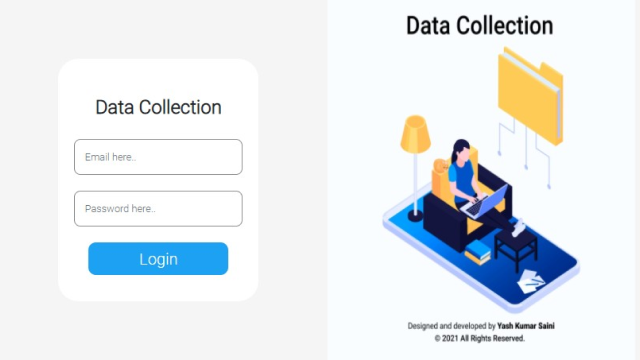 Data Collection
Email here..
Password here..
Login
Data Collection
Designed and developed by Yash Kumar Saini
© 2021 All Rights Reserved.